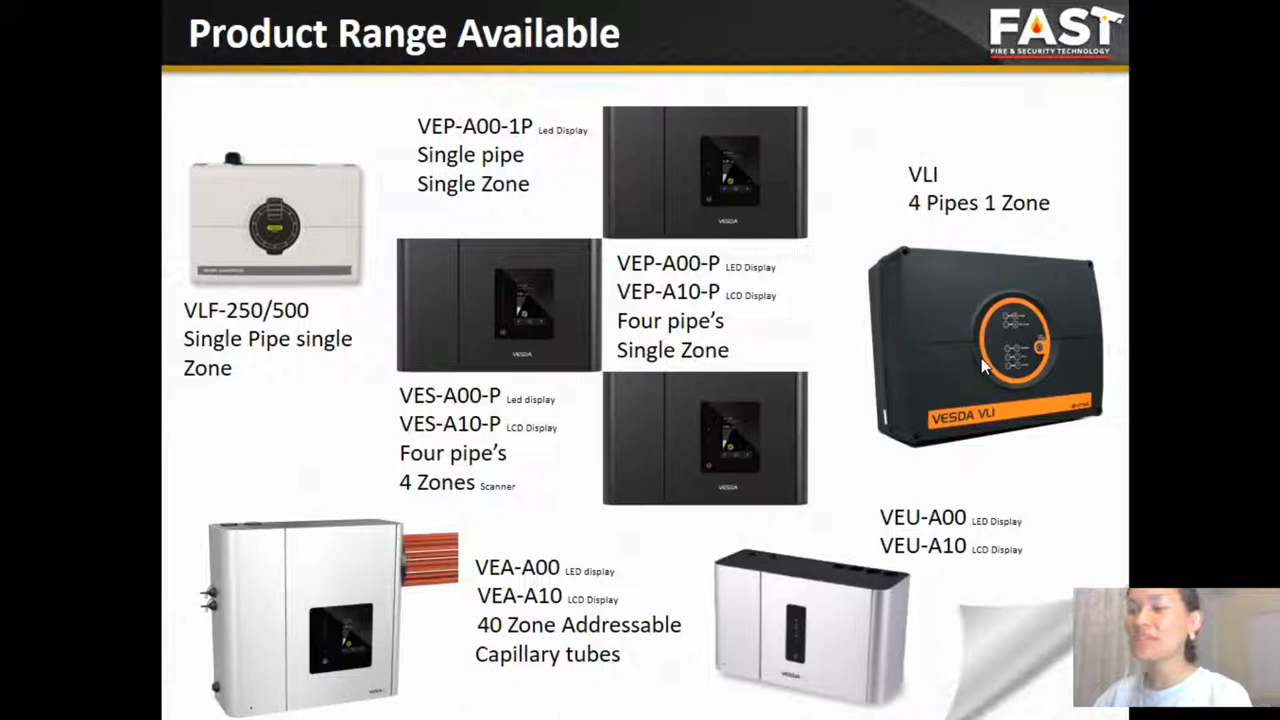 Product Range Available
FAST
FIRE & SECURITY TECHNOLOGY
VEP-A00-1P Led Display
Single pipe
Single Zone
VESDA
VLI
4 Pipes 1 Zone
VLF-250/500
Single Pipe single
Zone
VESDA
VEP-A00-P LED Display
VEP-A10-P LCD Display
Four pipe's
Single Zone
VESDA VLI
VES-A00-P Led display
VES-A10-P LCD Display
Four pipe's
4 Zones Scanner
VESDA
VEU-A00 LED Display
VEU-A10 LCD Display
VEA-A00 LED display
VEA-A10 LCD Display
40 Zone Addressable
Capillary tubes
VESDA